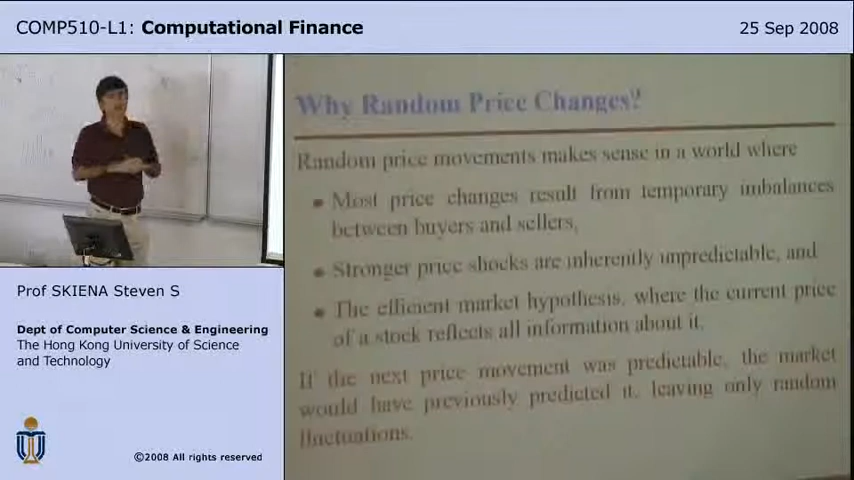 COMP510-L1: Computational Finance
25 Sep 2008
Why Random Price Changes?
Random price movements makes sense in a world where
• Most price changes result from temporary imbalances
between buyers and sellers,
• Stronger price shocks are inherently unpredictable, and
• The efficient market hypothesis, where the current price
of a stock reflects all information about it.
If the next price movement was predictable, the market
would have previously predicted it, leaving only random
fluctuations.
Prof SKIENA Steven S
Dept of Computer Science & Engineering
The Hong Kong University of Science
and Technology
©2008 All rights reserved